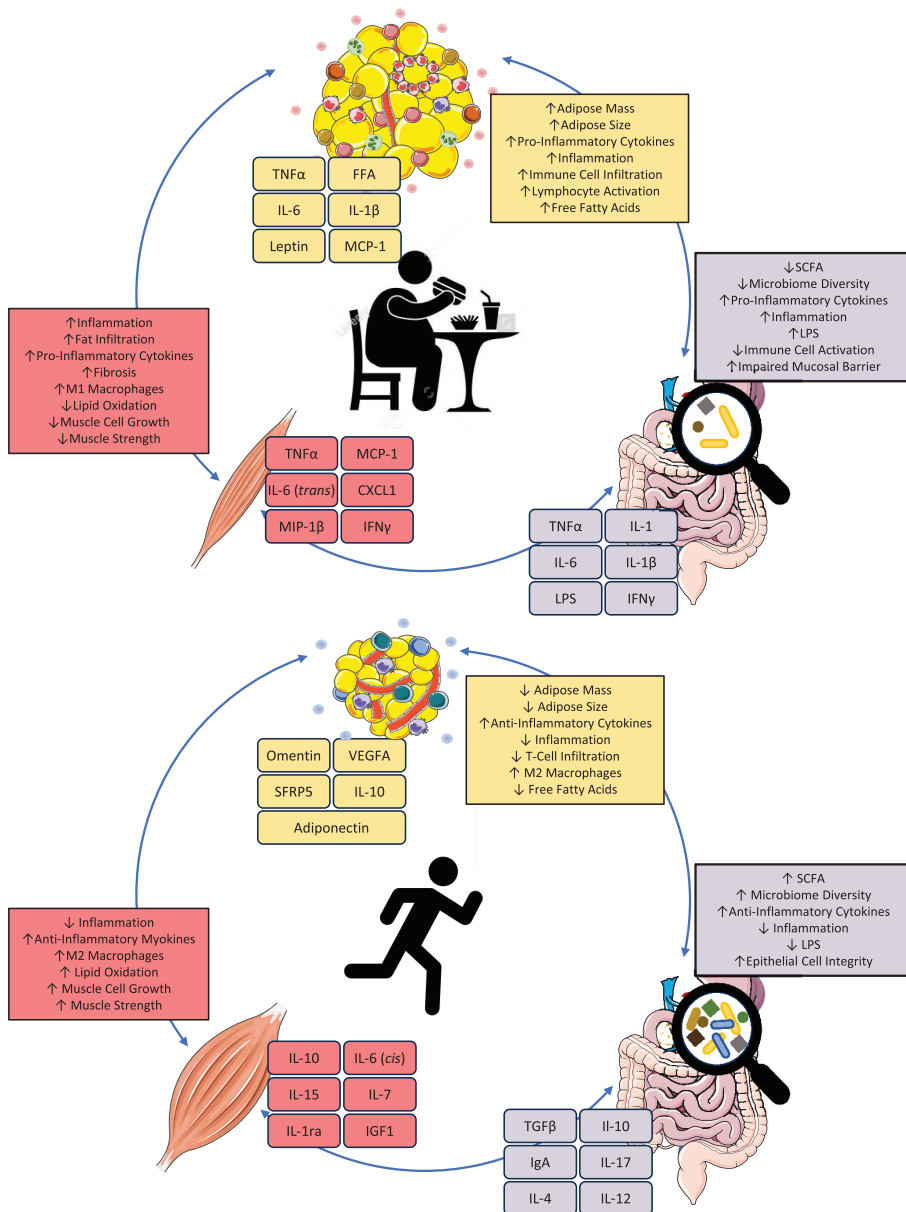 ↑Adipose Mass
↑Adipose Size
↑Pro-Inflammatory Cytokines
↑Inflammation
↑Immune Cell Infiltration
↑Lymphocyte Activation
↑Free Fatty Acids
TNFα
FFA
IL-6
IL-1β
Leptin
MCP-1
↓SCFA
↓Microbiome Diversity
↑Pro-Inflammatory Cytokines
↑Inflammation
↑LPS
↓Immune Cell Activation
↑Impaired Mucosal Barrier
↑Inflammation
↑Fat Infiltration
↑Pro-Inflammatory Cytokines
↑Fibrosis
↑M1 Macrophages
↓Lipid Oxidation
↓Muscle Cell Growth
↓Muscle Strength
TNFα
MCP-1
IL-6 (trans)
CXCL1
MIP-1β
IFNγ
TNFα
IL-1
IL-6
IL-1β
LPS
IFNγ
↓ Adipose Mass
↓ Adipose Size
↑Anti-Inflammatory Cytokines
↓ Inflammation
↓ T-Cell Infiltration
↑ M2 Macrophages
↓ Free Fatty Acids
Omentin
VEGFA
SFRP5
IL-10
Adiponectin
↑ SCFA
↑ Microbiome Diversity
↑Anti-Inflammatory Cytokines
↓ Inflammation
↓ LPS
↑Epithelial Cell Integrity
↓ Inflammation
↑Anti-Inflammatory Myokines
↑M2 Macrophages
↑ Lipid Oxidation
↑ Muscle Cell Growth
↑ Muscle Strength
IL-10
IL-6 (cis)
IL-15
IL-7
IL-1ra
IGF1
TGFβ
Il-10
IgA
IL-17
IL-4
IL-12